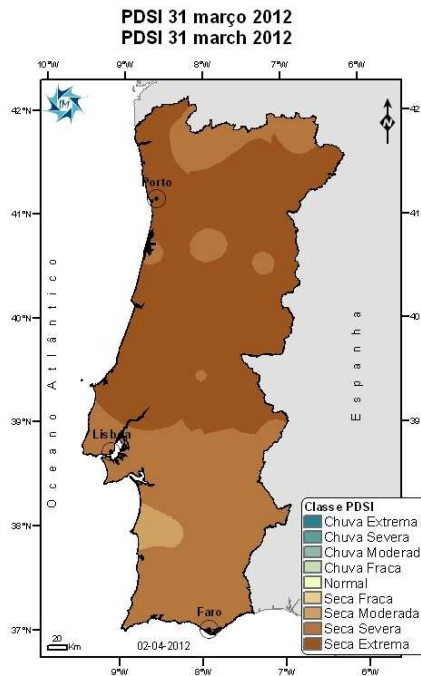 PDSI 31 março 2012
PDSI 31 march 2012
10°W 9°W 8°W 7°W 6°W
IM
N
42°N
42
Porto
41°N
41
Oceano Atlântico
Espanha
40°N
40
39°N
39
Lisboa
38°N
Classe PDSI
Chuva Extrema
Chuva Severa
Chuva Moderad
Chuva Fraca
Normal
Seca Fraca
Seca Moderada
Seca Severa
Seca Extrema
Faro
37°N
20
Km
02-04-2012
9°W 8°W 7°W 6°W